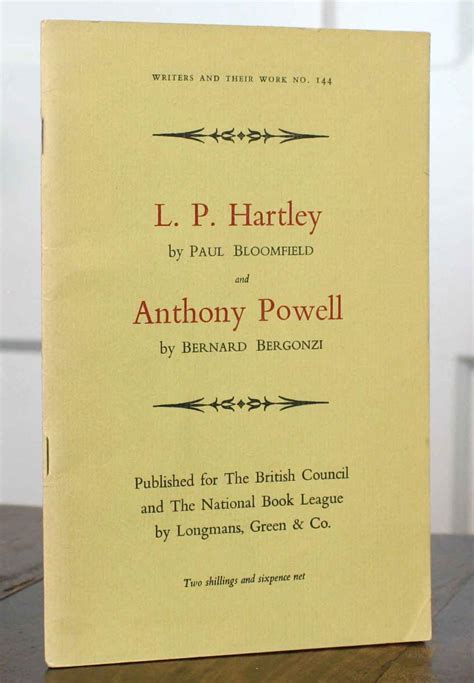 WRITERS AND THEIR WORK NO. 144
L. P. Hartley
by PAUL BLOOMFIELD
and
Anthony Powell
by BERNARD BERGONZI
Published for The British Council
and The National Book League
by Longmans, Green & Co.
Two shillings and sixpence net